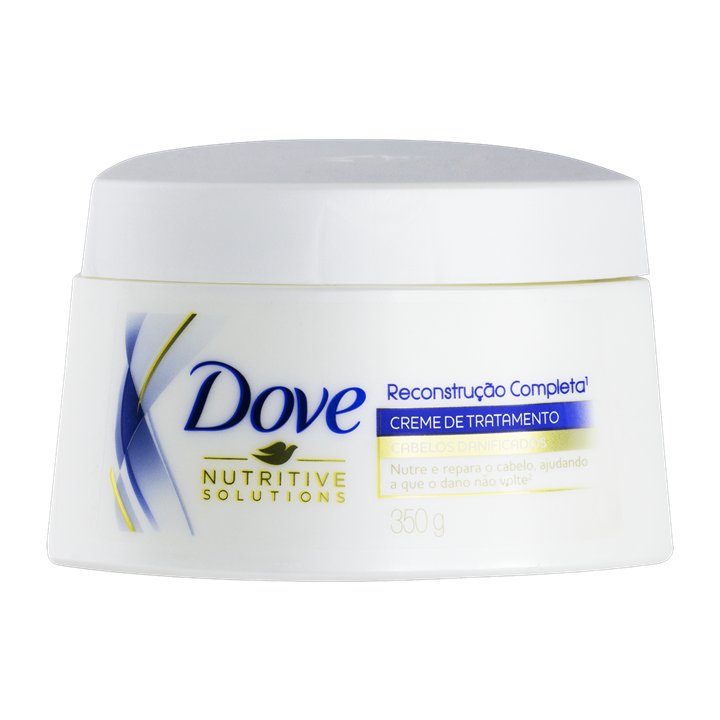 Dove
NUTRITIVE
SOLUTIONS
Reconstrução Completa¹
CREME DE TRATAMENTO
CABELOS DANIFICADOS
Nutre e repara o cabelo, ajudando
a que o dano não volte²
350 g